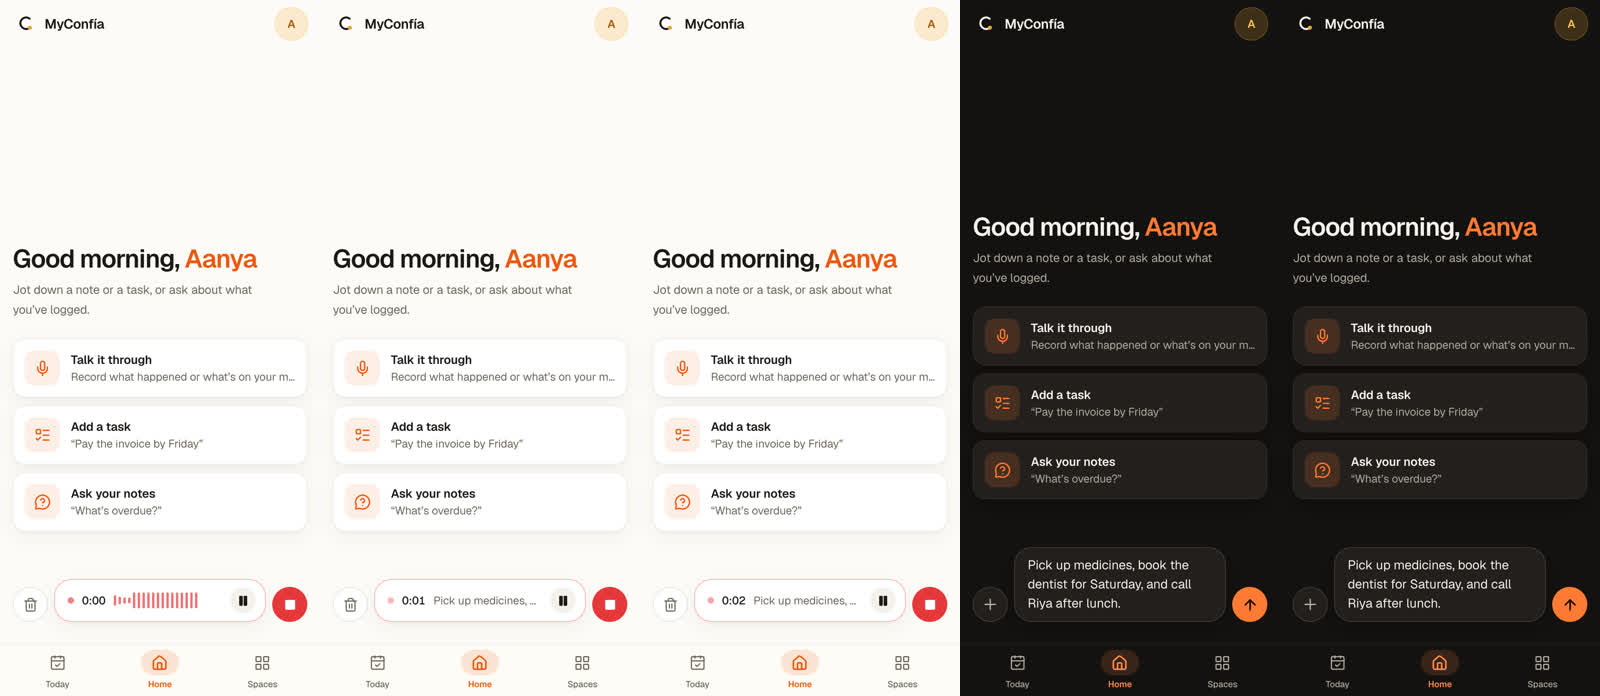 MyConfía
A
Good morning, Aanya
Jot down a note or a task, or ask about what
you've logged.
Talk it through
Record what happened or what's on your m...
Add a task
“Pay the invoice by Friday”
Ask your notes
“What's overdue?”
0:00
Today
Home
Spaces
MyConfía
A
Good morning, Aanya
Jot down a note or a task, or ask about what
you've logged.
Talk it through
Record what happened or what's on your m...
Add a task
“Pay the invoice by Friday”
Ask your notes
“What's overdue?”
0:01 Pick up medicines, ...
Today
Home
Spaces
MyConfía
A
Good morning, Aanya
Jot down a note or a task, or ask about what
you've logged.
Talk it through
Record what happened or what's on your m...
Add a task
“Pay the invoice by Friday”
Ask your notes
“What's overdue?”
0:02 Pick up medicines, ...
Today
Home
Spaces
MyConfía
A
Good morning, Aanya
Jot down a note or a task, or ask about what
you've logged.
Talk it through
Record what happened or what's on your m...
Add a task
“Pay the invoice by Friday”
Ask your notes
“What's overdue?”
Pick up medicines, book the
dentist for Saturday, and call
Riya after lunch.
Today
Home
Spaces
MyConfía
A
Good morning, Aanya
Jot down a note or a task, or ask about what
you've logged.
Talk it through
Record what happened or what's on your m...
Add a task
“Pay the invoice by Friday”
Ask your notes
“What's overdue?”
Pick up medicines, book the
dentist for Saturday, and call
Riya after lunch.
Today
Home
Spaces